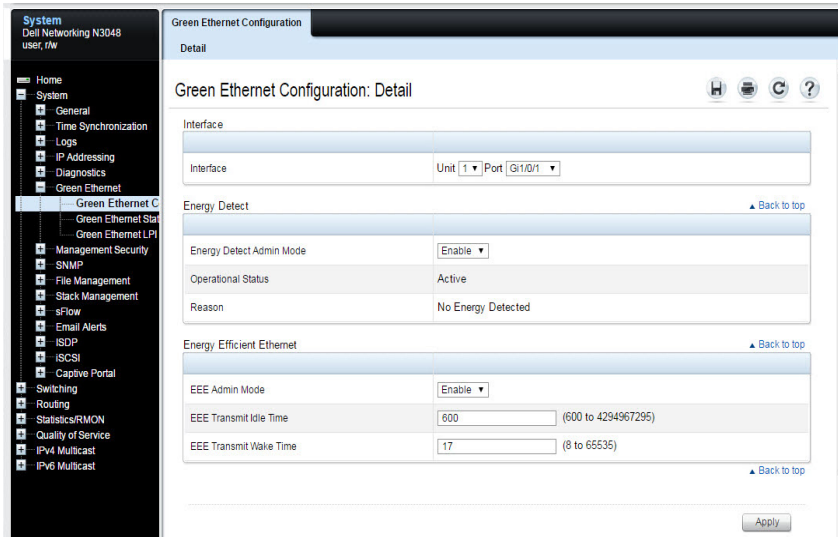 System
Dell Networking N3048
user, r/w
Home
System
General
Time Synchronization
Logs
IP Addressing
Diagnostics
Green Ethernet
Green Ethernet C
Green Ethernet Stat
Green Ethernet LPI
Management Security
SNMP
File Management
Stack Management
sFlow
Email Alerts
ISDP
iSCSI
Captive Portal
Switching
Routing
Statistics/RMON
Quality of Service
IPv4 Multicast
IPv6 Multicast
Green Ethernet Configuration
Detail
Green Ethernet Configuration: Detail
H ?
Interface
Interface Unit 1 ▼ Port Gi1/0/1 ▼
Energy Detect ▲ Back to top
Energy Detect Admin Mode Enable ▼
Operational Status Active
Reason No Energy Detected
Energy Efficient Ethernet ▲ Back to top
EEE Admin Mode Enable ▼
EEE Transmit Idle Time 600 (600 to 4294967295)
EEE Transmit Wake Time 17 (8 to 65535)
▲ Back to top
Apply